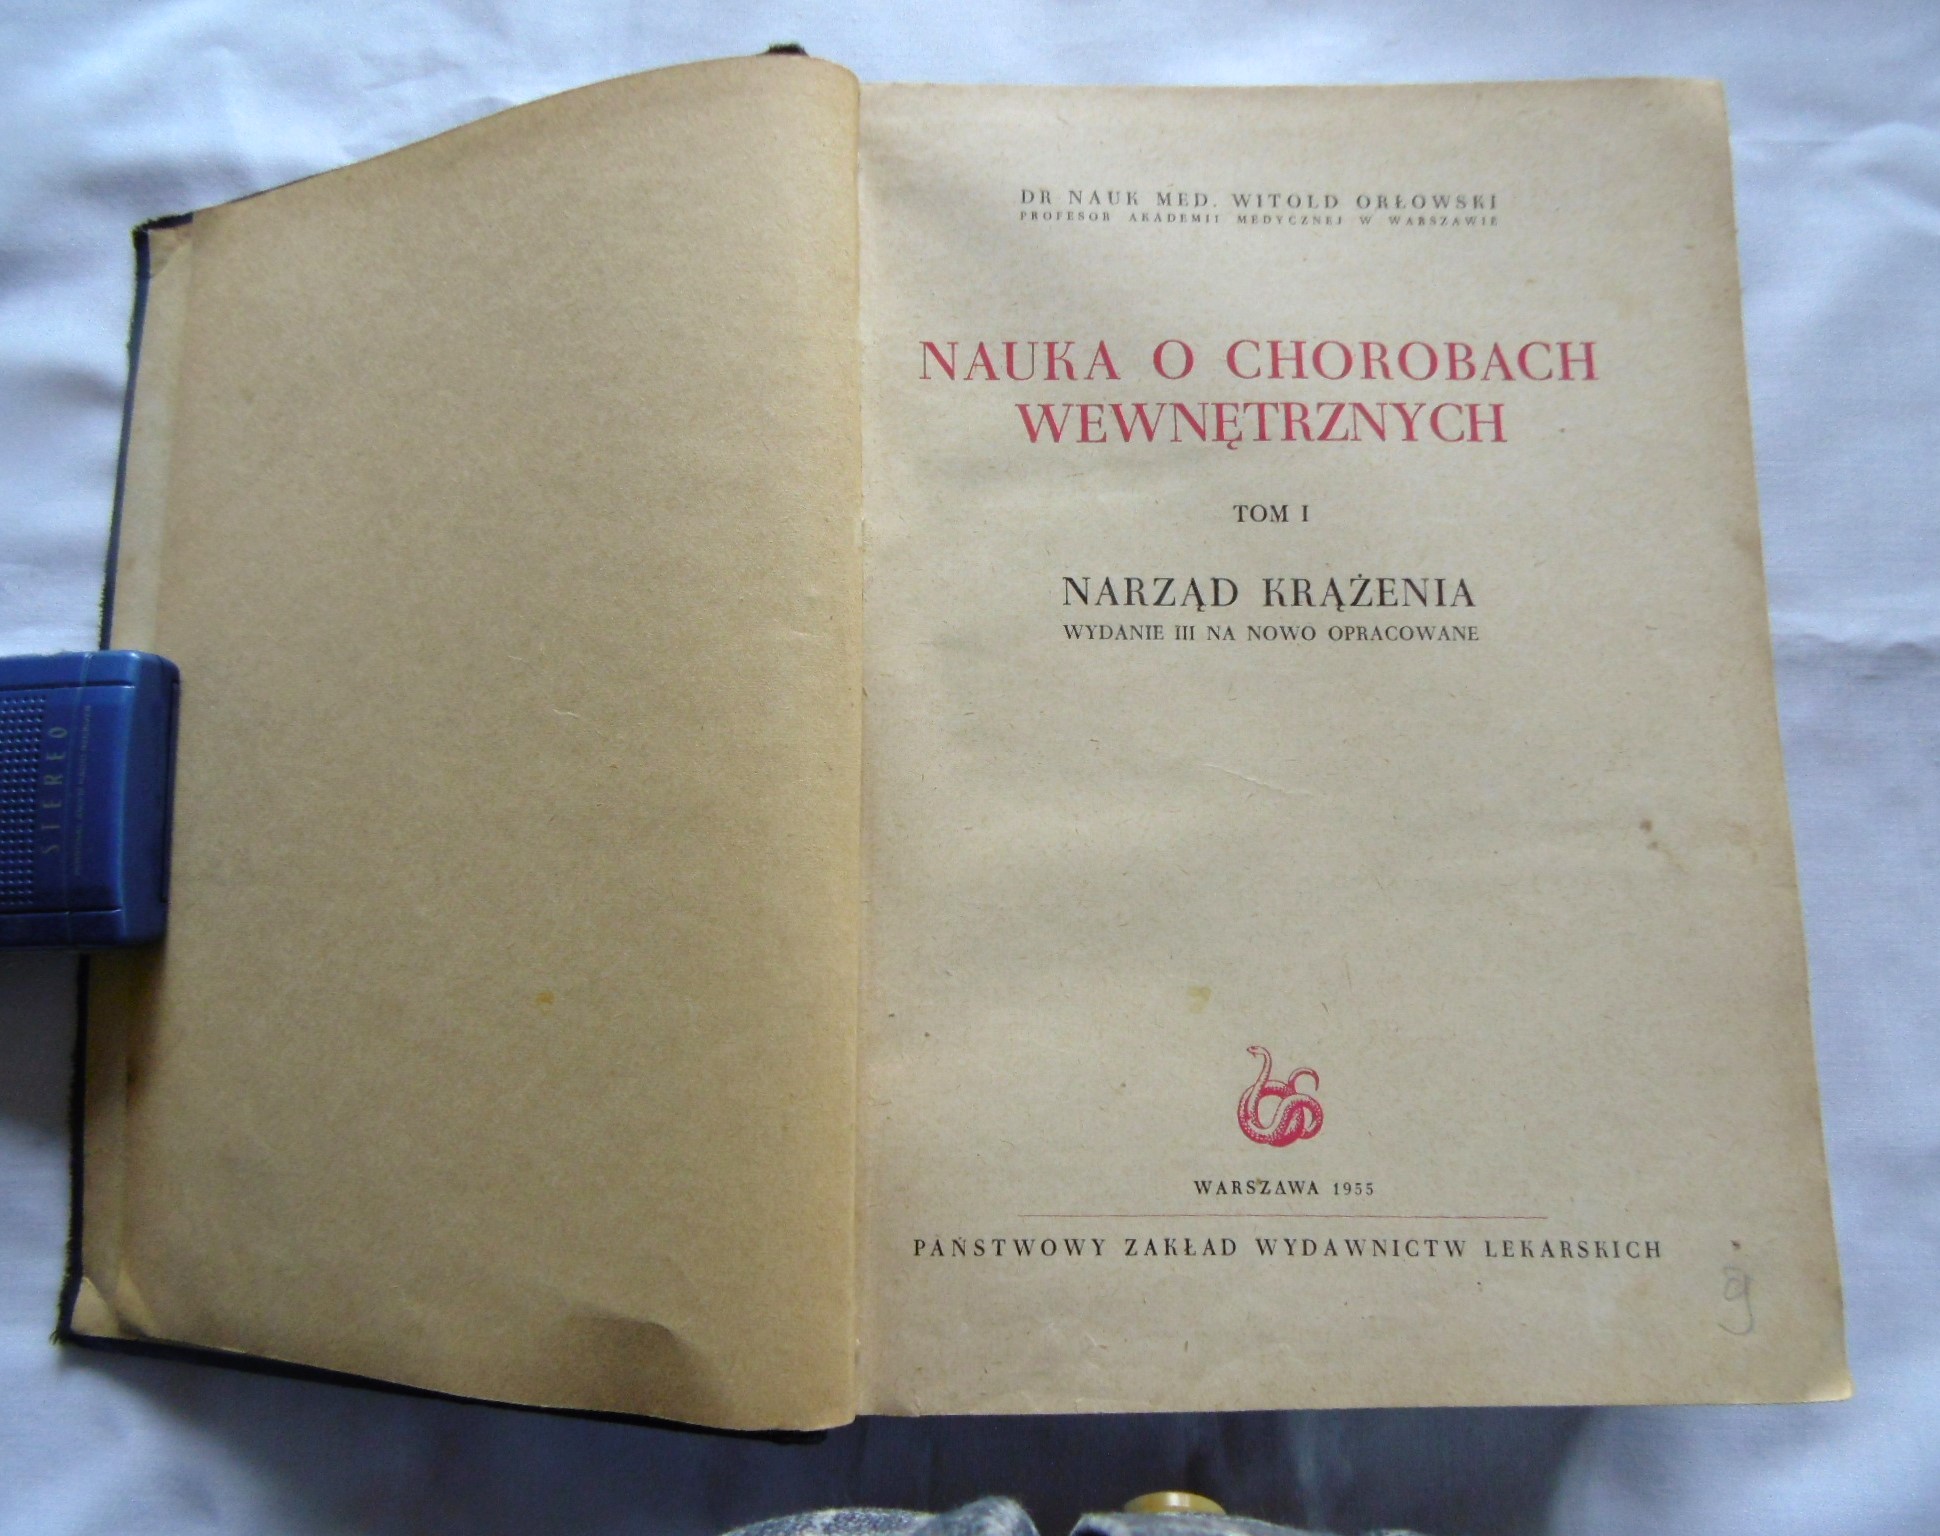 DR NAUK MED. WITOLD ORŁOWSKI
PROFESOR AKADEMII MEDYCZNEJ W WARSZAWIE
NAUKA O CHOROBACH
WEWNĘTRZNYCH
TOM I
NARZĄD KRĄŻENIA
WYDANIE III NA NOWO OPRACOWANE
WARSZAWA 1955
PAŃSTWOWY ZAKŁAD WYDAWNICTW LEKARSKICH
STEREO